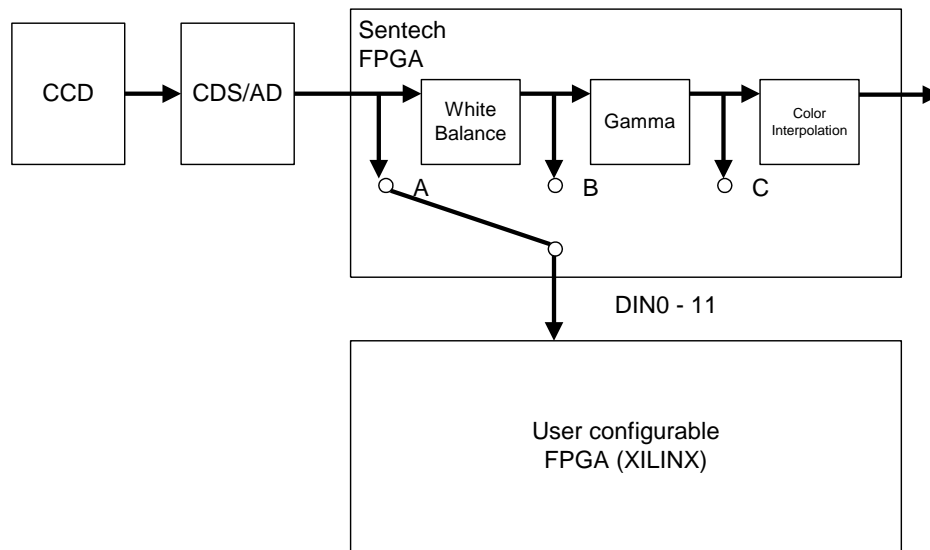 Sentech
FPGA
CCD
CDS/AD
White
Balance
Gamma
Color
Interpolation
A
B
C
DIN0 - 11
User configurable
FPGA (XILINX)